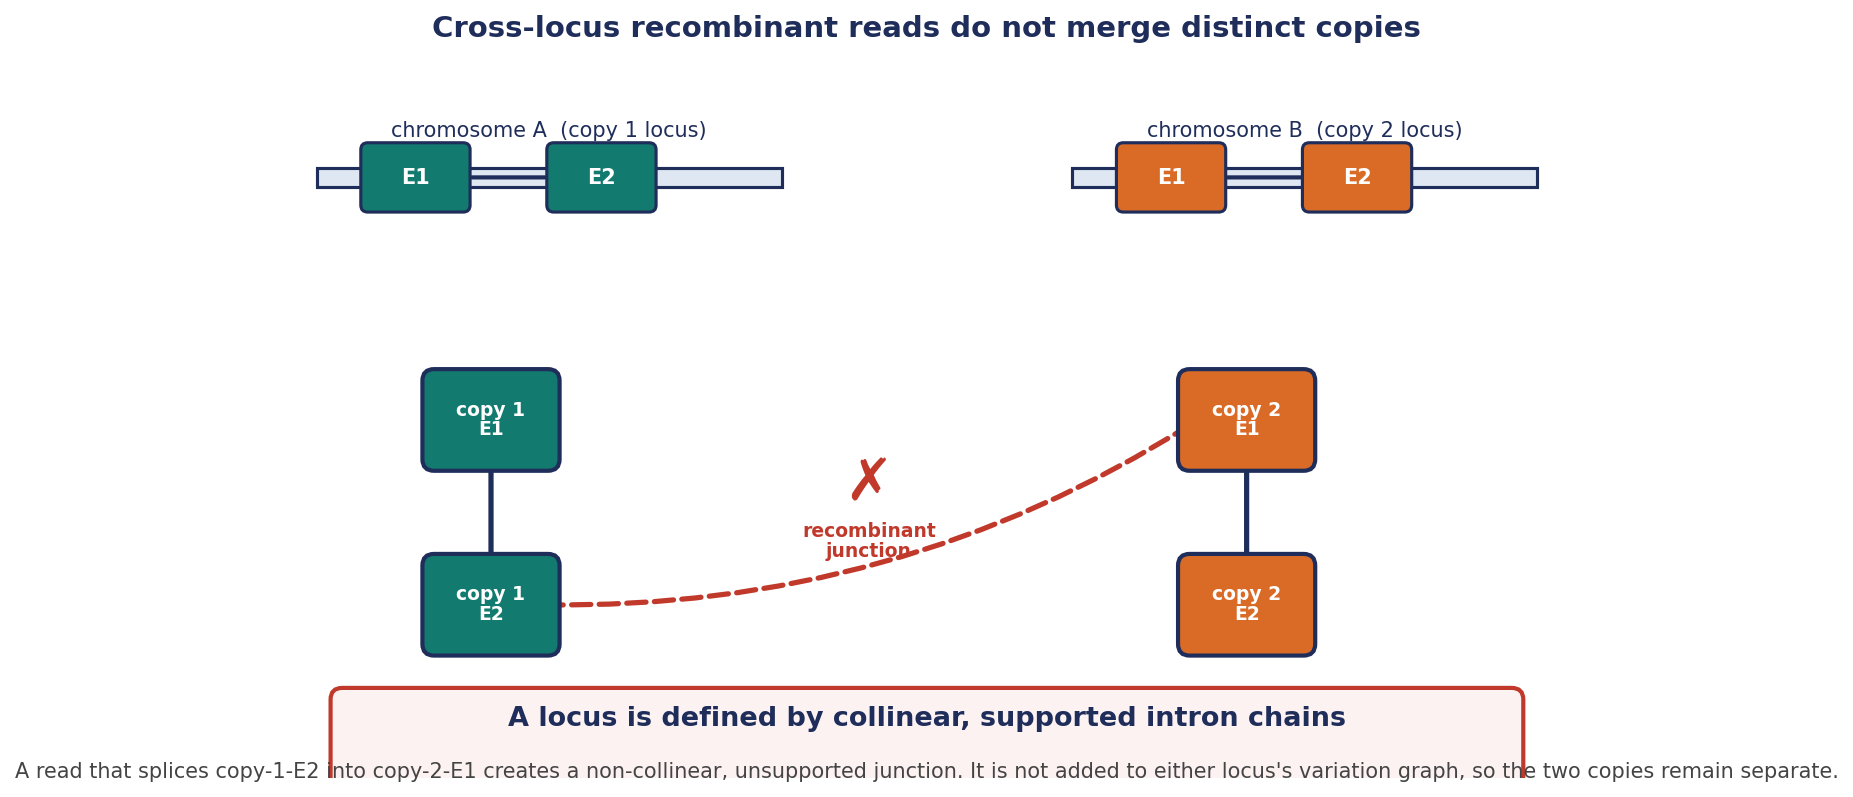 Cross-locus recombinant reads do not merge distinct copies
chromosome A  (copy 1 locus)
chromosome B  (copy 2 locus)
E1
E2
E1
E2
copy 1
E1
copy 2
E1
✗
recombinant
junction
copy 1
E2
copy 2
E2
A locus is defined by collinear, supported intron chains
A read that splices copy-1-E2 into copy-2-E1 creates a non-collinear, unsupported junction. It is not added to either locus's variation graph, so the two copies remain separate.